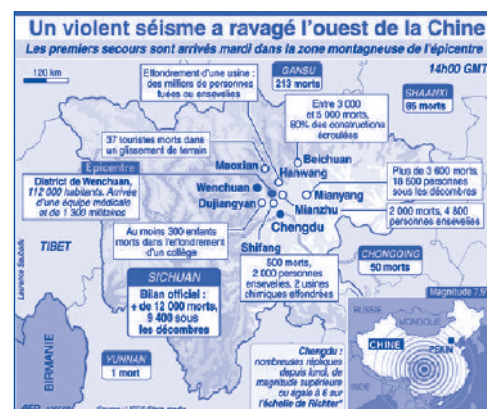 Un violent séisme a ravagé l'ouest de la Chine
Les premiers secours sont arrivés mardi dans la zone montagneuse de l'épicentre
120 km
Effondrement d'une usine :
des milliers de personnes
tuées ou ensevelies
GANSU
213 morts
14h00 GMT
SHAANXI
85 morts
Entre 3 000
et 5 000 morts,
80% des constructions
écroulées
37 touristes morts dans
un glissement de terrain
Beichuan
Maoxian
Hanwang
Epicentre
District de Wenchuan,
112 000 habitants. Arrivée
d'une équipe médicale
et de 1 300 militaires
Wenchuan
Mianyang
Dujiangyan
Mianzhu
Chengdu
Shifang
Plus de 3 600 morts,
18 500 personnes
sous les décombres
2 000 morts, 4 800
personnes ensevelies
Au moins 300 enfants
morts dans l'effondrement
d'un collège
TIBET
500 morts,
2 000 personnes
ensevelies, 2 usines
chimiques effondrées
CHONGQING
50 morts
SICHUAN
Bilan officiel :
+ de 12 000 morts,
9 400 sous
les décombres
Laurence Saubadu
BIRMANIE
YUNNAN
1 mort
Chengdu :
nombreuses répliques
depuis lundi, de
magnitude supérieure
ou égale à 6 sur
l'échelle de Richter*
Magnitude 7,9*
RUSSIE
MONGOLIE
CHINE
PEKIN
INDE
AFP